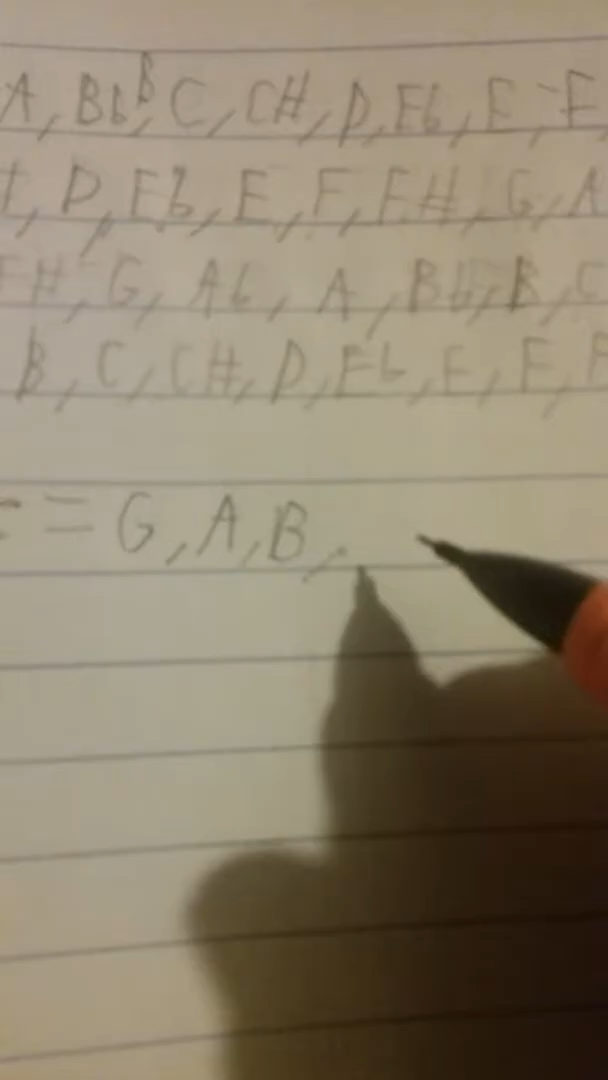 A, Bb, B, C, C#, D, Eb, E, F
, D, Eb, E, F, F#, G, A
F#, G, Ab, A, Bb, B, C
B, C, C#, D, Eb, E, F, F
= G, A, B,